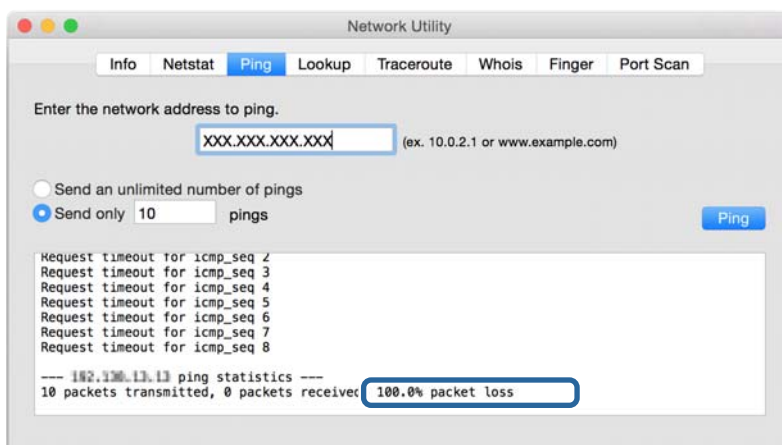 Network Utility
Info Netstat Ping Lookup Traceroute Whois Finger Port Scan
Enter the network address to ping.
XXX.XXX.XXX.XXX (ex. 10.0.2.1 or www.example.com)
Send an unlimited number of pings
Send only 10 pings
Ping
Request timeout for icmp_seq 2
Request timeout for icmp_seq 3
Request timeout for icmp_seq 4
Request timeout for icmp_seq 5
Request timeout for icmp_seq 6
Request timeout for icmp_seq 7
Request timeout for icmp_seq 8
--- ping statistics ---
10 packets transmitted, 0 packets received 100.0% packet loss